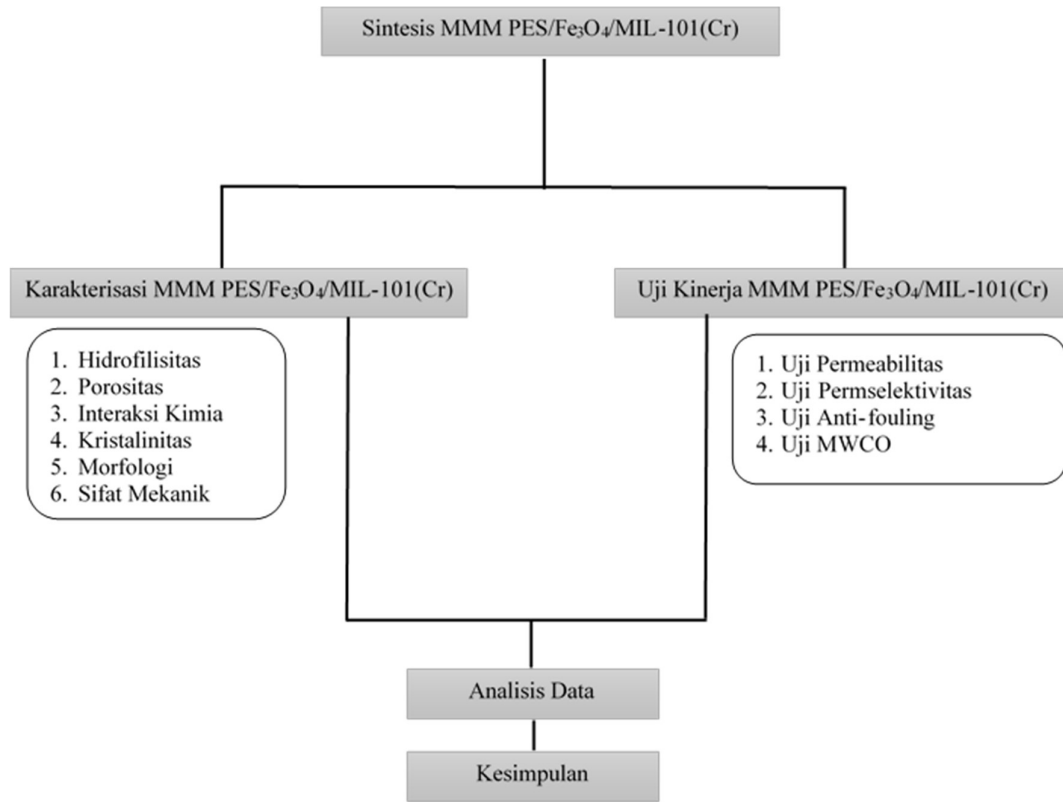 Sintesis MMM PES/Fe₃O₄/MIL-101(Cr)
Karakterisasi MMM PES/Fe₃O₄/MIL-101(Cr)
1. Hidrofilisitas
2. Porositas
3. Interaksi Kimia
4. Kristalinitas
5. Morfologi
6. Sifat Mekanik
Uji Kinerja MMM PES/Fe₃O₄/MIL-101(Cr)
1. Uji Permeabilitas
2. Uji Permselektivitas
3. Uji Anti-fouling
4. Uji MWCO
Analisis Data
Kesimpulan